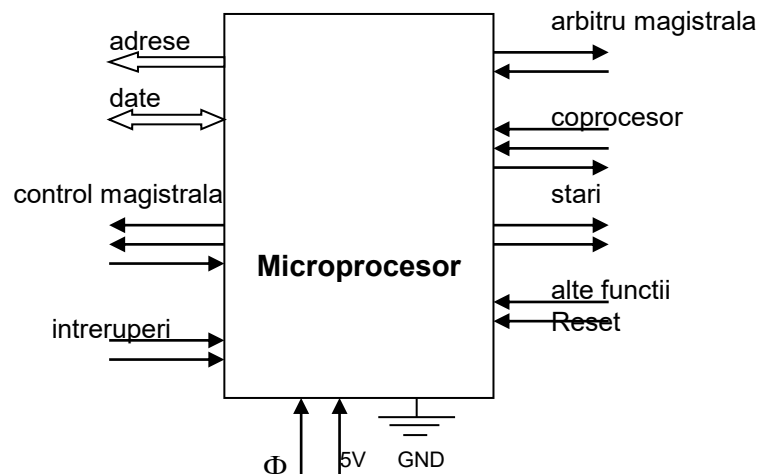 adrese
date
control magistrala
intreruperi
Microprocesor
arbitru magistrala
coprocesor
stari
alte functii
Reset
Φ 5V GND